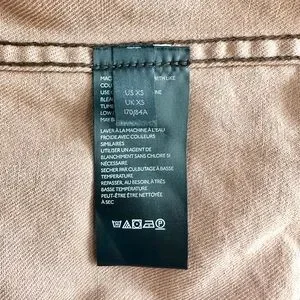 MAC
WITH LIKE
COL
USE
NE
BLEA
TUM
LOW
MAY B
US XS
UK XS
170/84A
LAVER À LA MACHINE À L'EAU
FROIDE AVEC COULEURS
SIMILAIRES
UTILISER UN AGENT DE
BLANCHIMENT SANS CHLORE SI
NÉCESSAIRE
SÉCHER PAR CULBUTAGE À BASSE
TEMPÉRATURE
REPASSER, AU BESOIN, À TRÈS
BASSE TEMPÉRATURE
PEUT-ÊTRE ÊTRE NETTOYÉE
À SEC